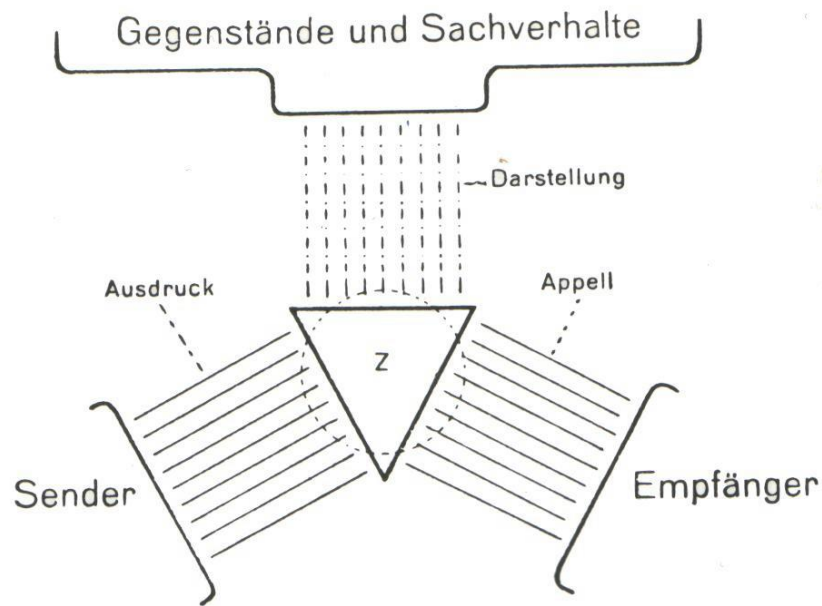 Gegenstände und Sachverhalte
Darstellung
Ausdruck
Appell
Z
Sender
Empfänger